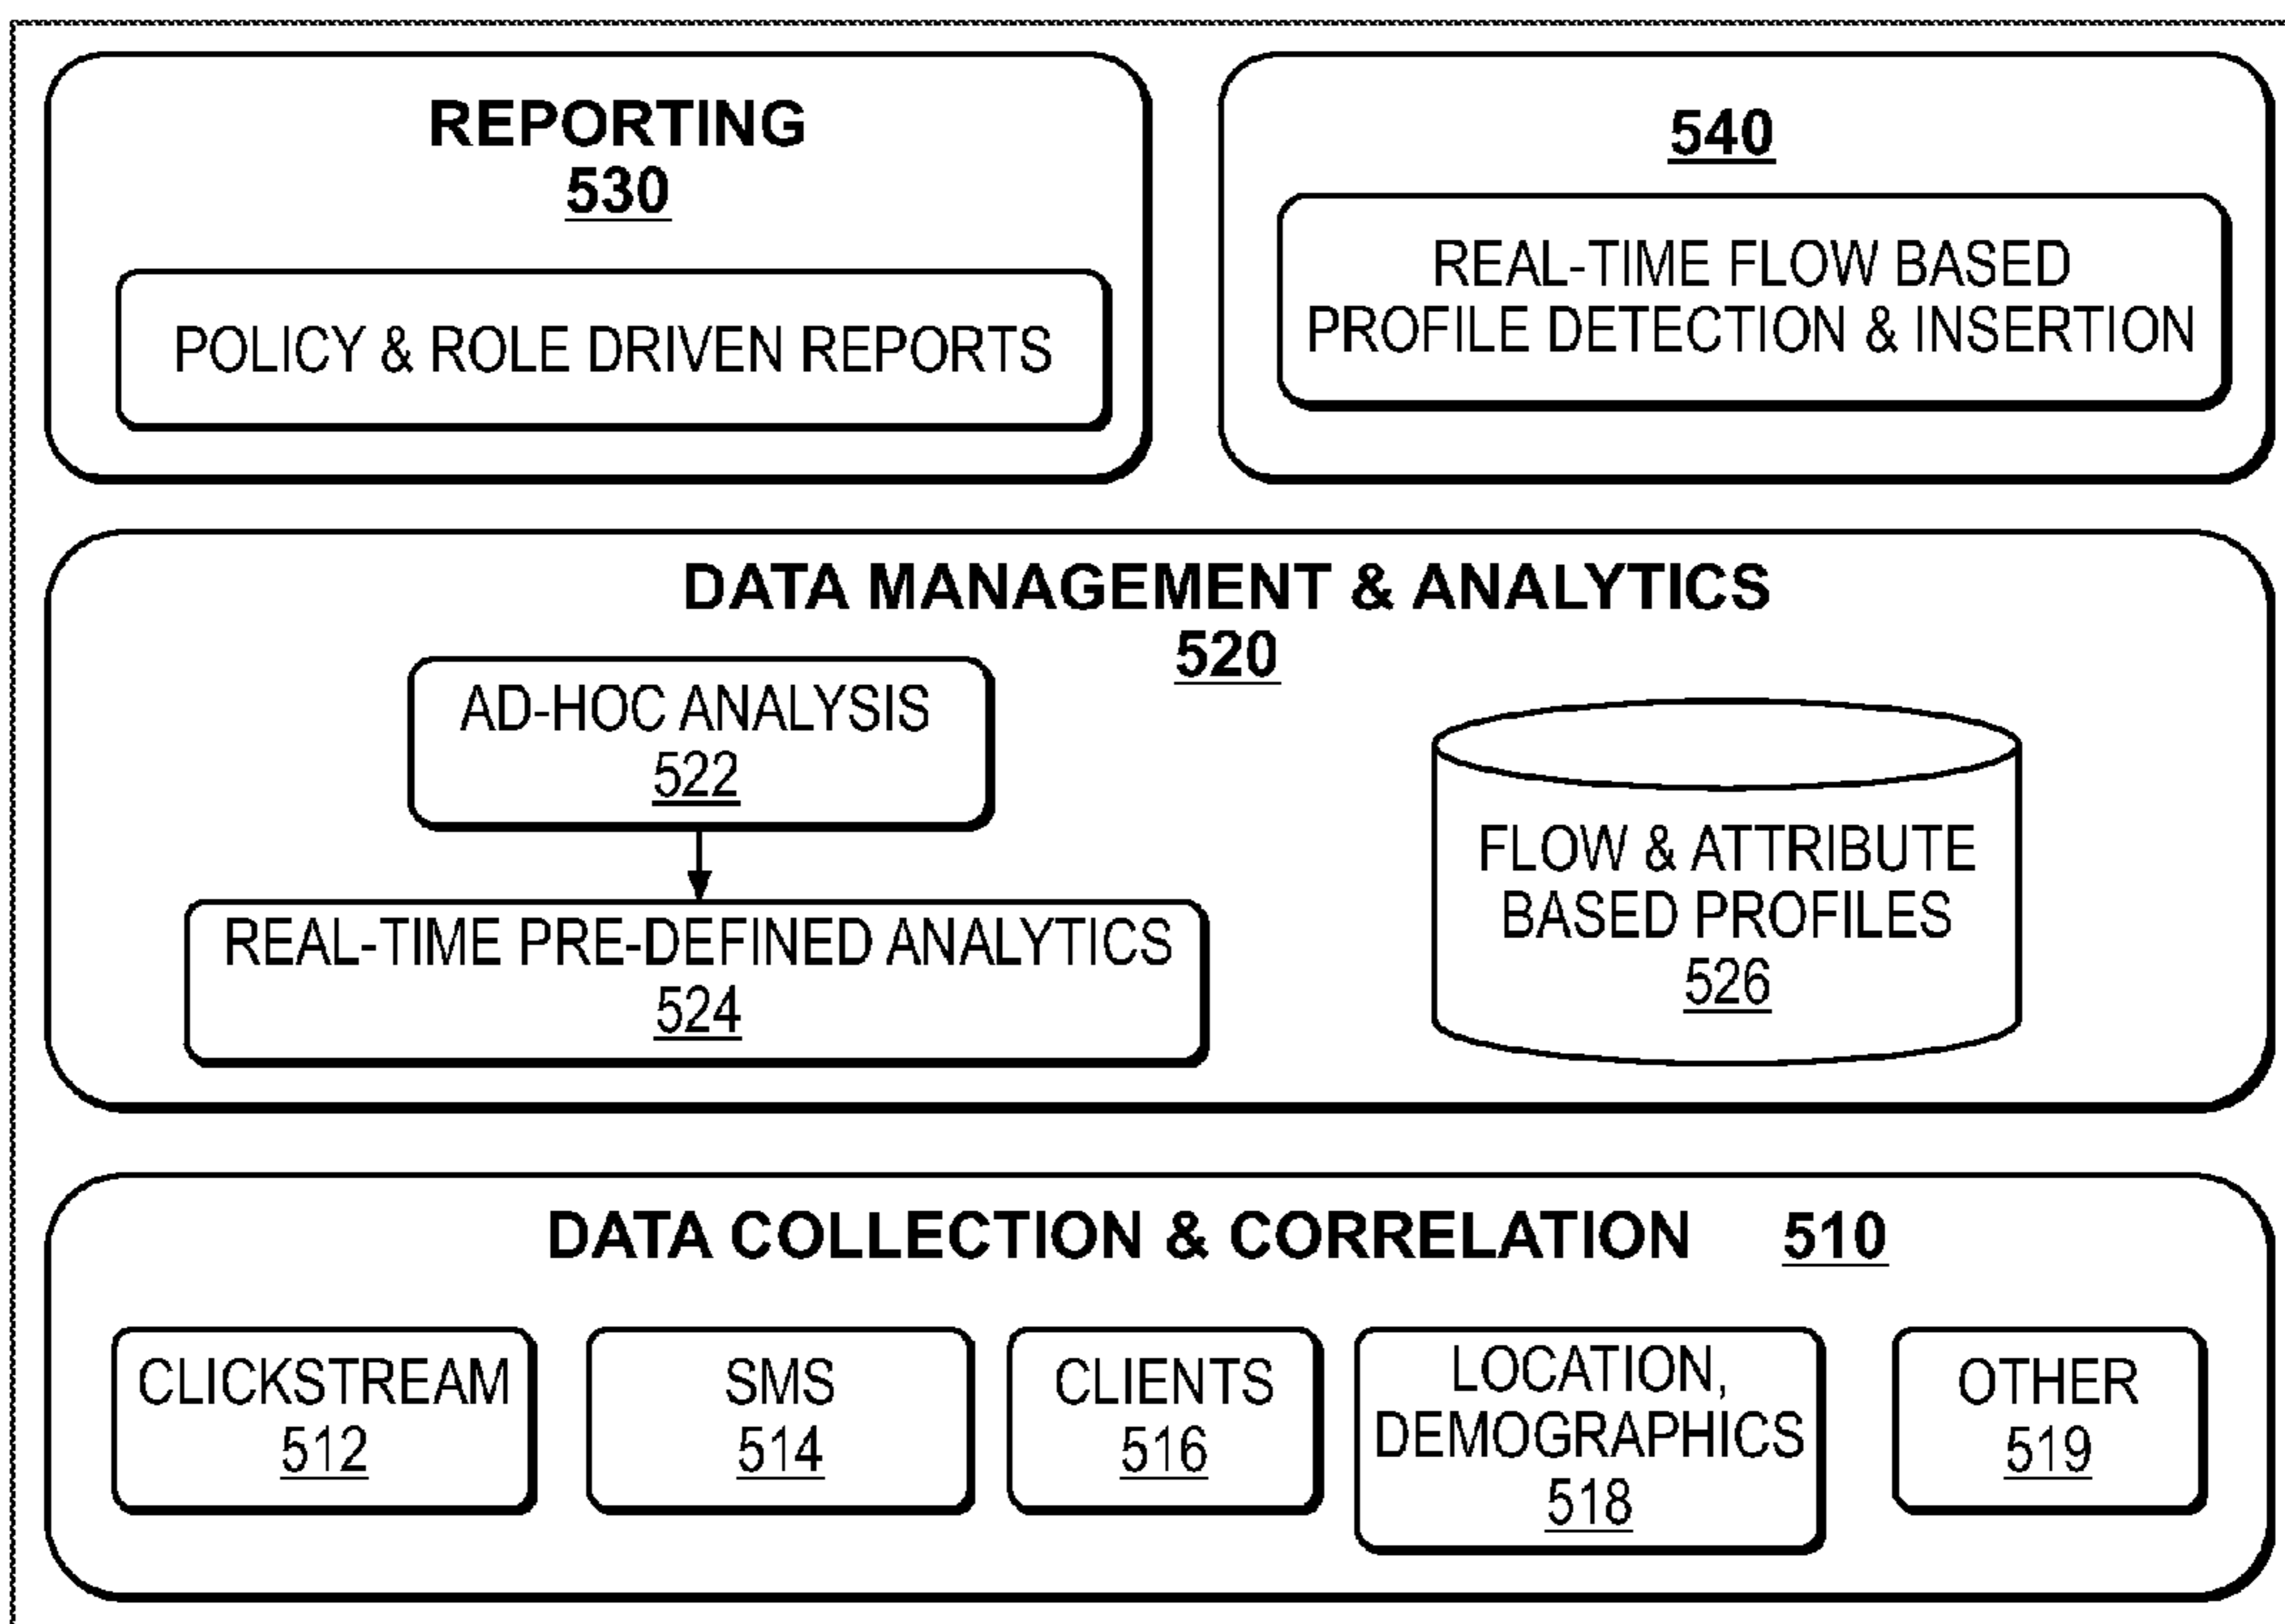 REPORTING
530
POLICY & ROLE DRIVEN REPORTS
540
REAL-TIME FLOW BASED
PROFILE DETECTION & INSERTION
DATA MANAGEMENT & ANALYTICS
520
AD-HOC ANALYSIS
522
REAL-TIME PRE-DEFINED ANALYTICS
524
FLOW & ATTRIBUTE
BASED PROFILES
526
DATA COLLECTION & CORRELATION 510
CLICKSTREAM
512
SMS
514
CLIENTS
516
LOCATION,
DEMOGRAPHICS
518
OTHER
519